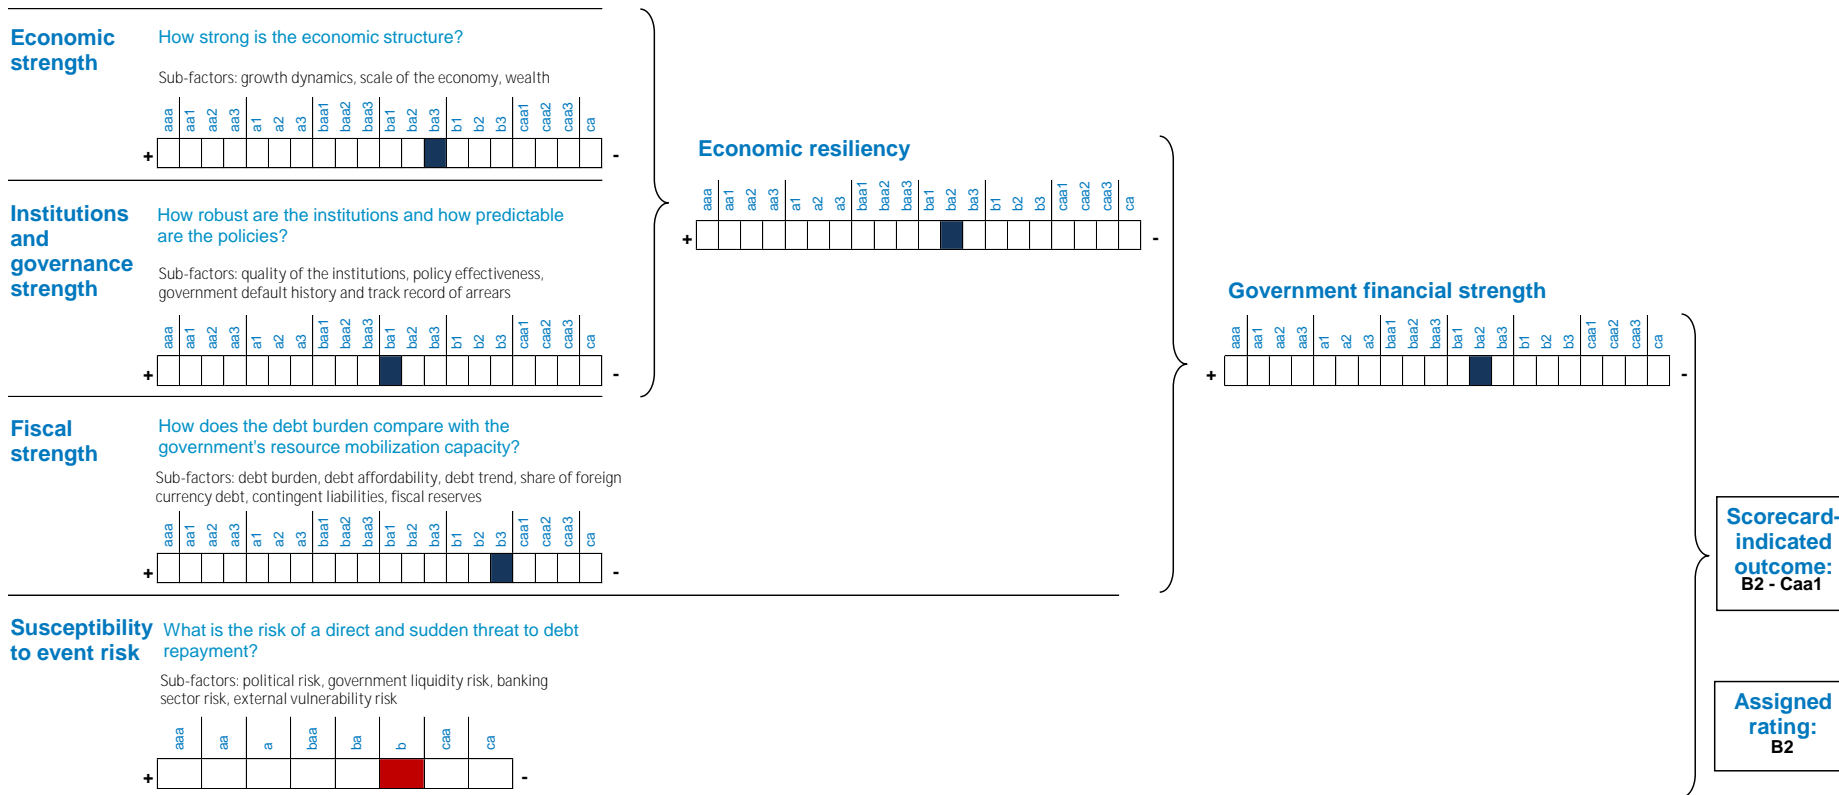 Economic
strength
How strong is the economic structure?
Sub-factors: growth dynamics, scale of the economy, wealth
aaa aa1 aa2 aa3 a1 a2 a3 baa1 baa2 baa3 ba1 ba2 ba3 b1 b2 b3 caa1 caa2 caa3 ca
+ -
Institutions
and
governance
strength
How robust are the institutions and how predictable
are the policies?
Sub-factors: quality of the institutions, policy effectiveness,
government default history and track record of arrears
aaa aa1 aa2 aa3 a1 a2 a3 baa1 baa2 baa3 ba1 ba2 ba3 b1 b2 b3 caa1 caa2 caa3 ca
+ -
Economic resiliency
aaa aa1 aa2 aa3 a1 a2 a3 baa1 baa2 baa3 ba1 ba2 ba3 b1 b2 b3 caa1 caa2 caa3 ca
+ -
Fiscal
strength
How does the debt burden compare with the
government's resource mobilization capacity?
Sub-factors: debt burden, debt affordability, debt trend, share of foreign
currency debt, contingent liabilities, fiscal reserves
aaa aa1 aa2 aa3 a1 a2 a3 baa1 baa2 baa3 ba1 ba2 ba3 b1 b2 b3 caa1 caa2 caa3 ca
+ -
Government financial strength
aaa aa1 aa2 aa3 a1 a2 a3 baa1 baa2 baa3 ba1 ba2 ba3 b1 b2 b3 caa1 caa2 caa3 ca
+ -
Susceptibility
to event risk
What is the risk of a direct and sudden threat to debt
repayment?
Sub-factors: political risk, government liquidity risk, banking
sector risk, external vulnerability risk
aaa aa a baa ba b caa ca
+ -
Scorecard-
indicated
outcome:
B2 - Caa1
Assigned
rating:
B2